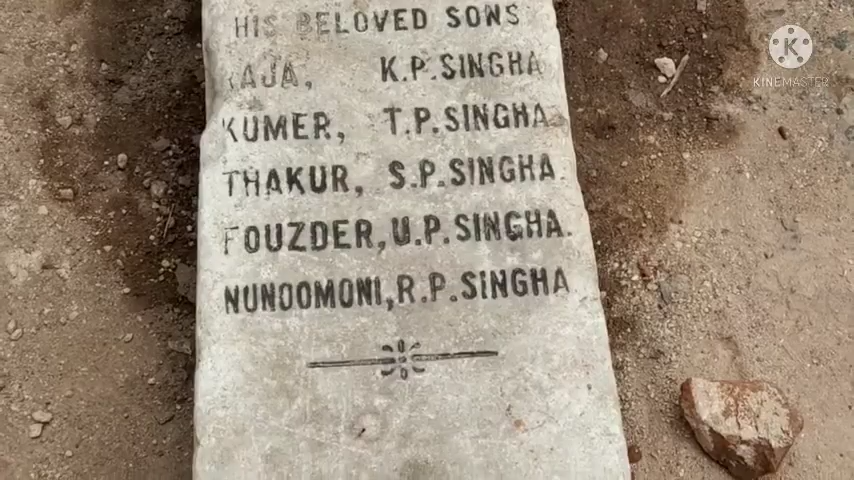 HIS BELOVED SONS
RAJA, K.P.SINGHA
KUMER, T.P.SINGHA
THAKUR, S.P.SINGHA.
FOUZDER, U.P.SINGHA.
NUNOOMONI, R.P.SINGHA
K
KINEMASTER